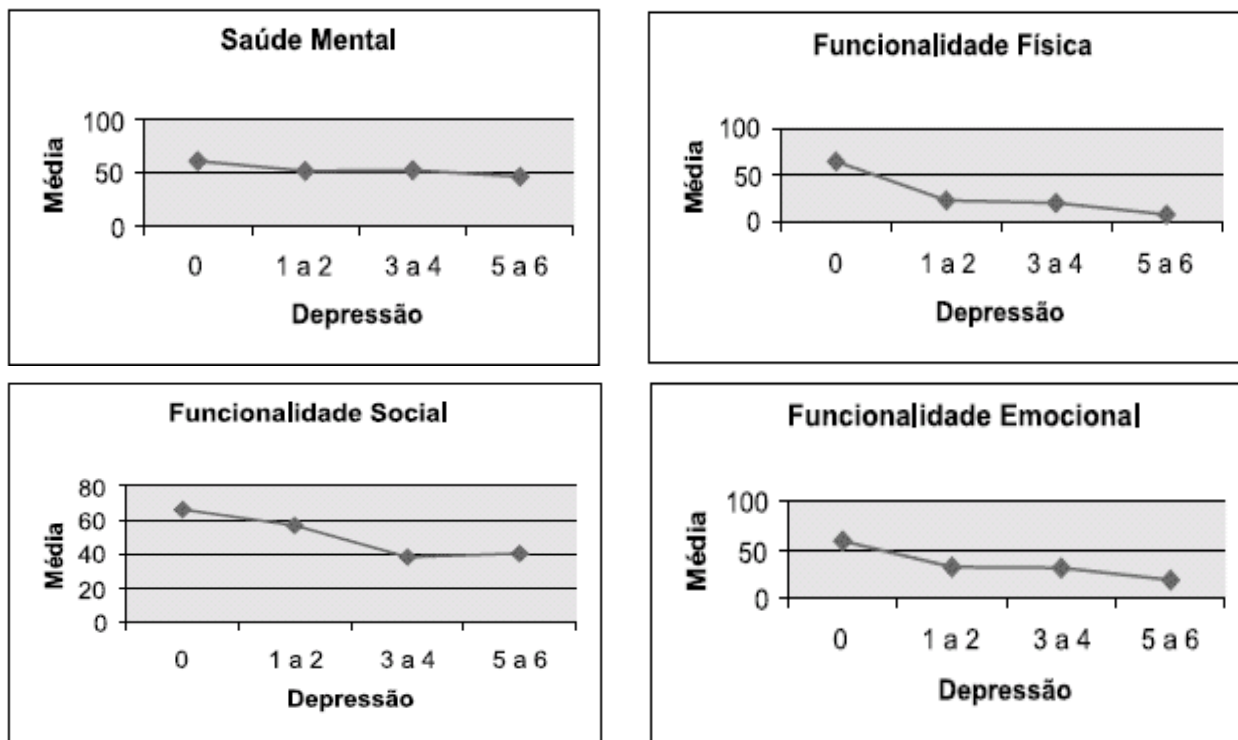 Saúde Mental
Média
100
50
0
0 1 a 2 3 a 4 5 a 6
Depressão
Funcionalidade Física
Média
100
50
0
0 1 a 2 3 a 4 5 a 6
Depressão
Funcionalidade Social
Média
80
60
40
20
0
0 1 a 2 3 a 4 5 a 6
Depressão
Funcionalidade Emocional
Média
100
50
0
0 1 a 2 3 a 4 5 a 6
Depressão